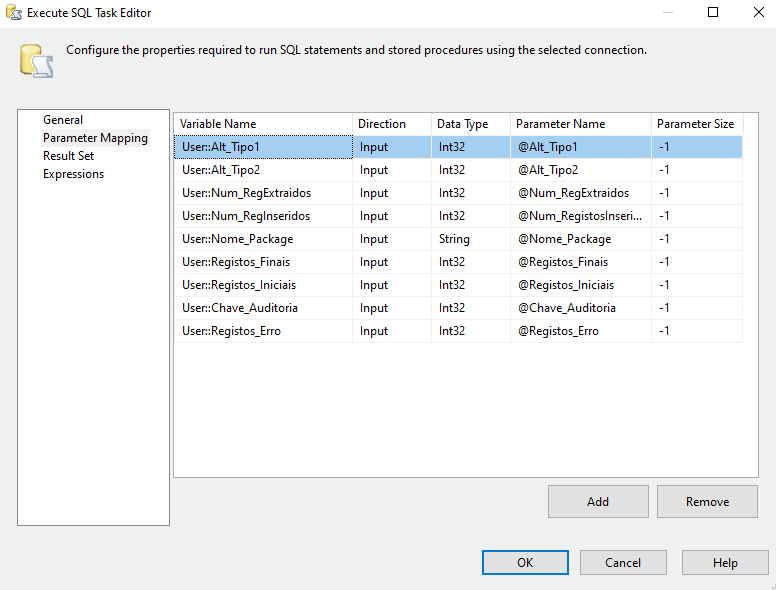 Execute SQL Task Editor
Configure the properties required to run SQL statements and stored procedures using the selected connection.
General
Parameter Mapping
Result Set
Expressions
Variable Name Direction Data Type Parameter Name Parameter Size
User::Alt_Tipo1 Input Int32 @Alt_Tipo1 -1
User::Alt_Tipo2 Input Int32 @Alt_Tipo2 -1
User::Num_RegExtraidos Input Int32 @Num_RegExtraidos -1
User::Num_RegInseridos Input Int32 @Num_RegistosInseri... -1
User::Nome_Package Input String @Nome_Package -1
User::Registos_Finais Input Int32 @Registos_Finais -1
User::Registos_Iniciais Input Int32 @Registos_Iniciais -1
User::Chave_Auditoria Input Int32 @Chave_Auditoria -1
User::Registos_Erro Input Int32 @Registos_Erro -1
Add Remove
OK Cancel Help